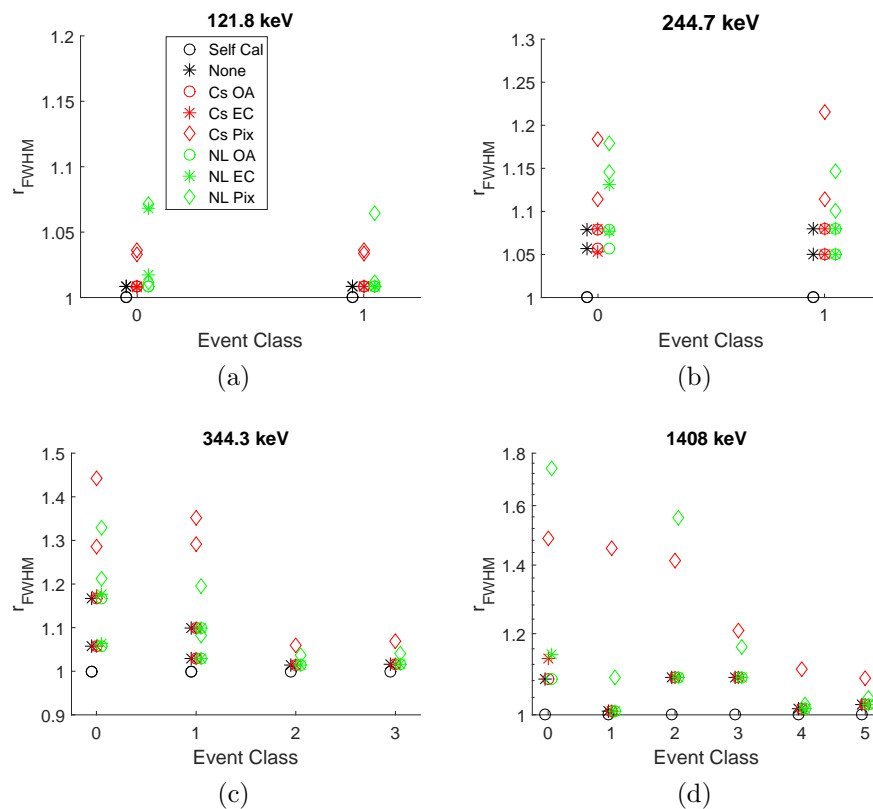 121.8 keV
1.2
1.15
1.1
1.05
1
r_FWHM
0
1
Event Class
Self Cal
None
Cs OA
Cs EC
Cs Pix
NL OA
NL EC
NL Pix
(a)
244.7 keV
1.3
1.25
1.2
1.15
1.1
1.05
1
r_FWHM
0
1
Event Class
(b)
344.3 keV
1.5
1.4
1.3
1.2
1.1
1
0.9
r_FWHM
0
1
2
3
Event Class
(c)
1408 keV
1.8
1.6
1.4
1.2
1
r_FWHM
0
1
2
3
4
5
Event Class
(d)